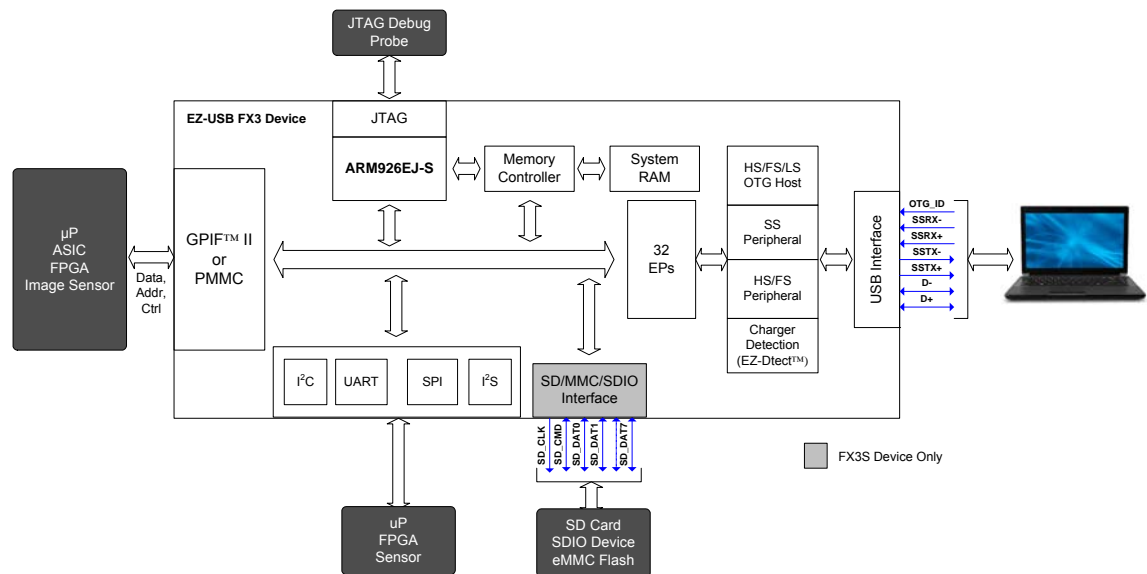 JTAG Debug
Probe
EZ-USB FX3 Device
JTAG
ARM926EJ-S
Memory
Controller
System
RAM
HS/FS/LS
OTG Host
SS
Peripheral
HS/FS
Peripheral
Charger
Detection
(EZ-Dtect™)
32
EPs
USB Interface
OTG_ID
SSRX-
SSRX+
SSTX-
SSTX+
D-
D+
µP
ASIC
FPGA
Image Sensor
Data,
Addr,
Ctrl
GPIF™ II
or
PMMC
I²C
UART
SPI
I²S
SD/MMC/SDIO
Interface
SD_CLK
SD_CMD
SD_DAT0
SD_DAT1
SD_DAT7
FX3S Device Only
uP
FPGA
Sensor
SD Card
SDIO Device
eMMC Flash